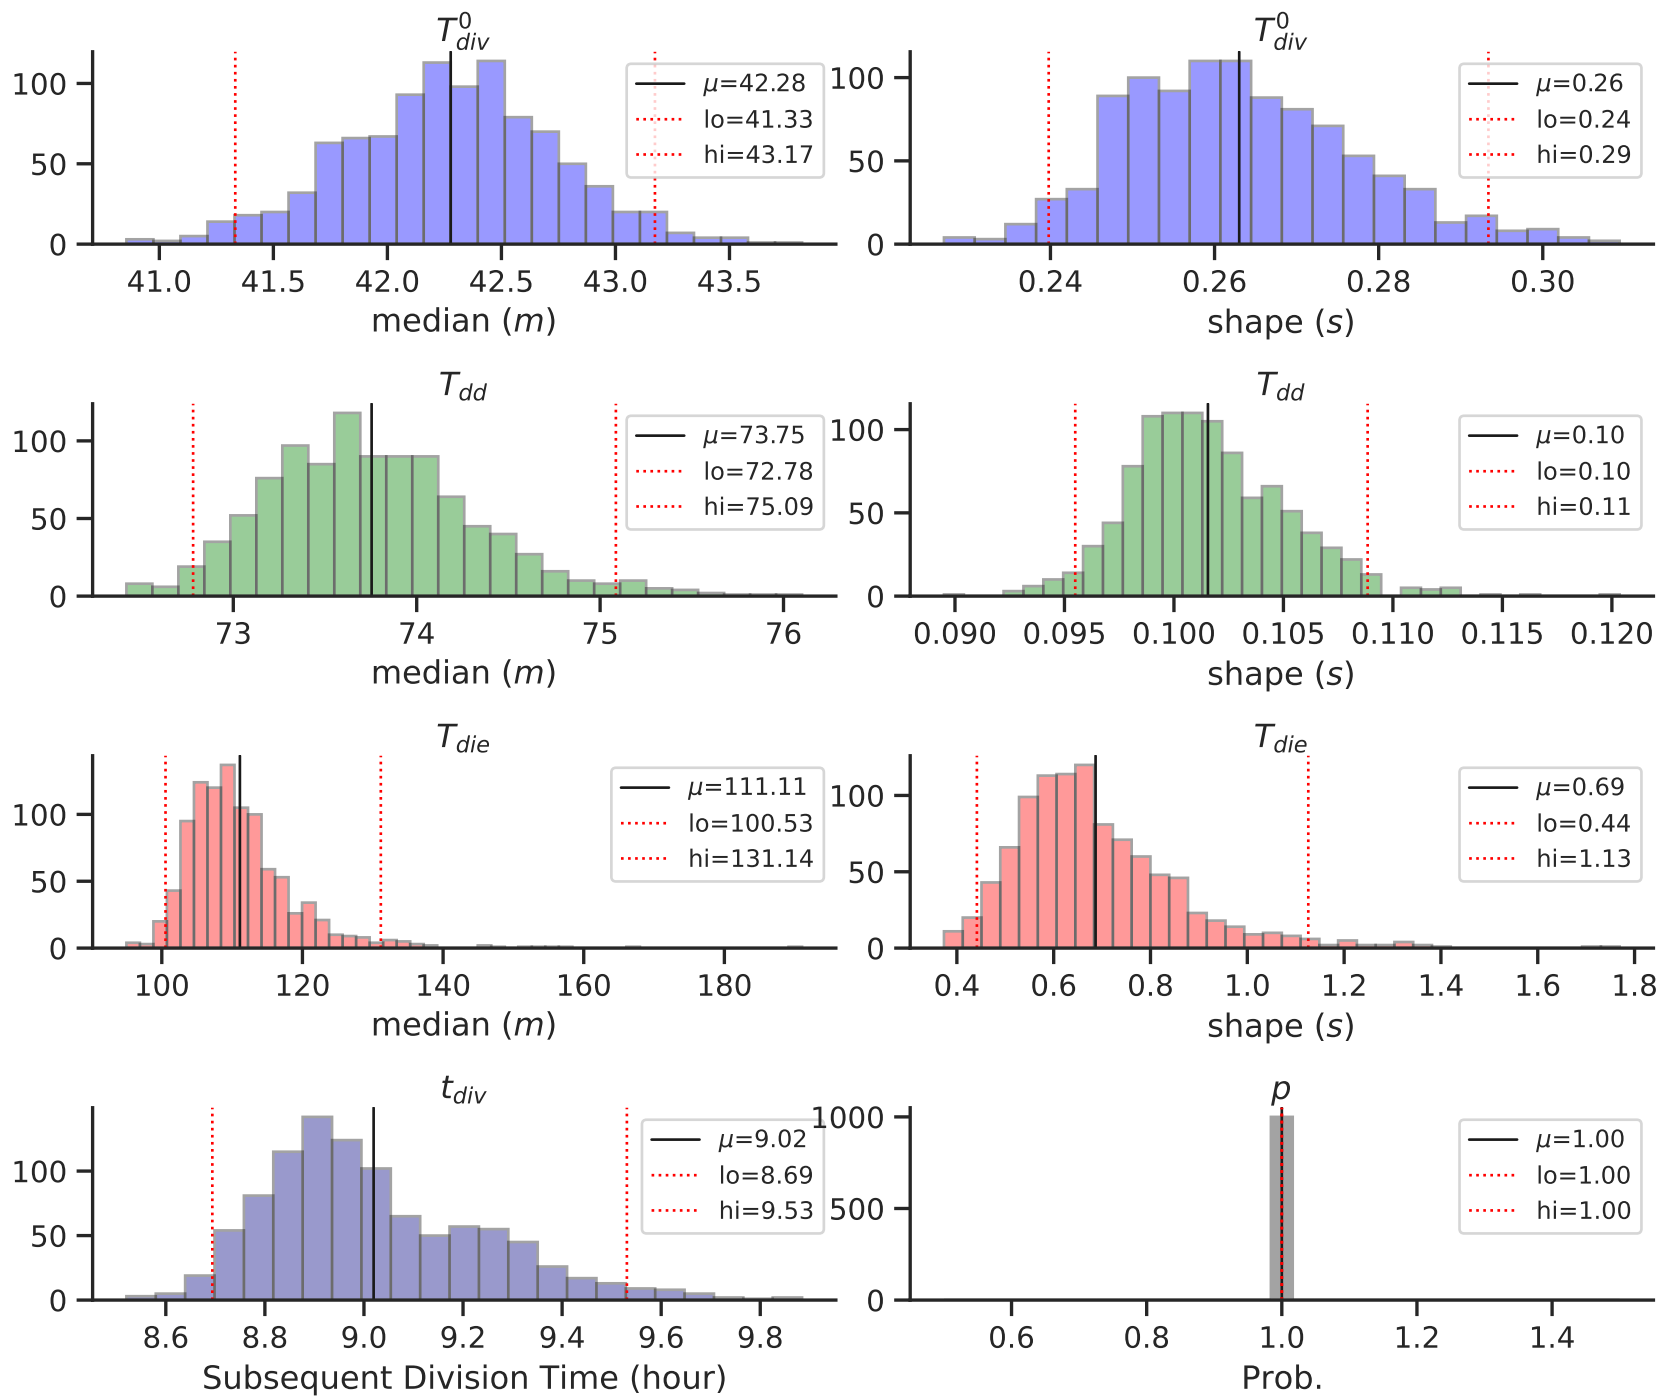 T⁰div
100
50
0
μ=42.28
lo=41.33
hi=43.17
41.0 41.5 42.0 42.5 43.0 43.5
median (m)
T⁰div
100
50
0
μ=0.26
lo=0.24
hi=0.29
0.24 0.26 0.28 0.30
shape (s)
Tdd
100
50
0
μ=73.75
lo=72.78
hi=75.09
73 74 75 76
median (m)
Tdd
100
50
0
μ=0.10
lo=0.10
hi=0.11
0.090 0.095 0.100 0.105 0.110 0.115 0.120
shape (s)
Tdie
100
50
0
μ=111.11
lo=100.53
hi=131.14
100 120 140 160 180
median (m)
Tdie
100
50
0
μ=0.69
lo=0.44
hi=1.13
0.4 0.6 0.8 1.0 1.2 1.4 1.6 1.8
shape (s)
tdiv
100
50
0
μ=9.02
lo=8.69
hi=9.53
8.6 8.8 9.0 9.2 9.4 9.6 9.8
Subsequent Division Time (hour)
p
1000
500
0
μ=1.00
lo=1.00
hi=1.00
0.6 0.8 1.0 1.2 1.4
Prob.